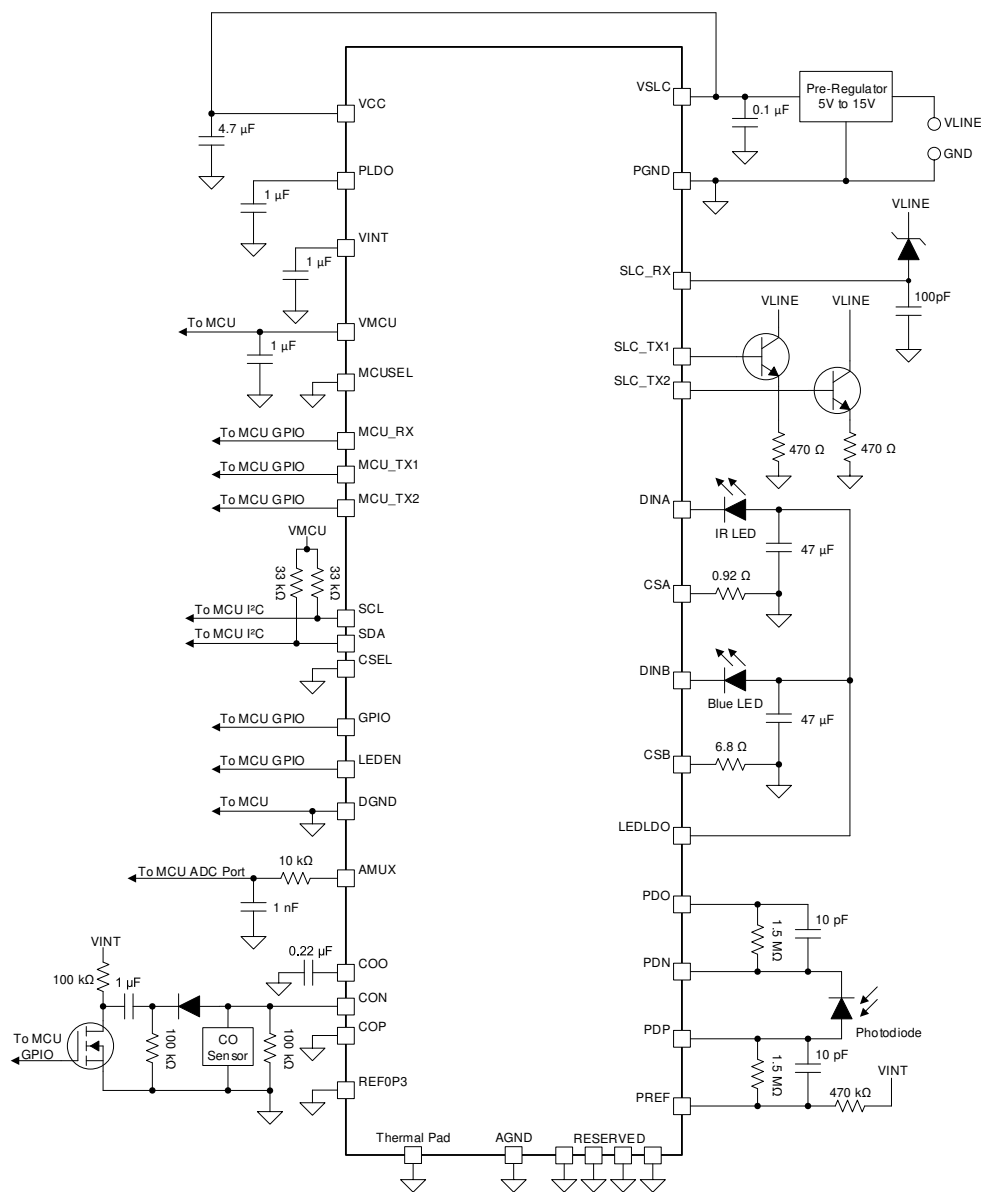 VCC
4.7 µF
PLDO
1 µF
VINT
1 µF
To MCU
VMCU
1 µF
MCUSEL
To MCU GPIO
MCU_RX
To MCU GPIO
MCU_TX1
To MCU GPIO
MCU_TX2
VMCU
33 kΩ
33 kΩ
To MCU I²C
SCL
To MCU I²C
SDA
CSEL
To MCU GPIO
GPIO
To MCU GPIO
LEDEN
To MCU
DGND
To MCU ADC Port
10 kΩ
AMUX
1 nF
VINT
100 kΩ
1 µF
0.22 µF
COO
CON
COP
To MCU
GPIO
100 kΩ
CO
Sensor
100 kΩ
REF0P3
Thermal Pad
AGND
RESERVED
VSLC
0.1 µF
Pre-Regulator
5V to 15V
VLINE
GND
PGND
VLINE
SLC_RX
100pF
VLINE
VLINE
SLC_TX1
SLC_TX2
470 Ω
470 Ω
DINA
IR LED
47 µF
CSA
0.92 Ω
DINB
Blue LED
47 µF
CSB
6.8 Ω
LEDLDO
PDO
1.5 MΩ
10 pF
PDN
Photodiode
PDP
1.5 MΩ
10 pF
VINT
PREF
470 kΩ